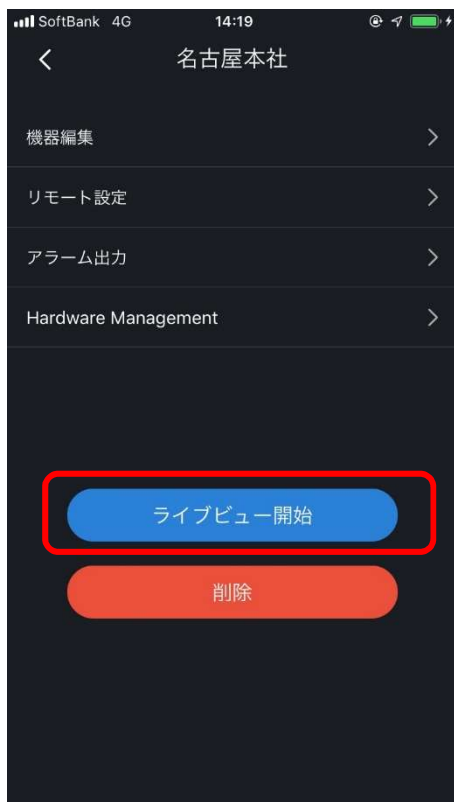 SoftBank 4G 14:19
名古屋本社
機器編集
リモート設定
アラーム出力
Hardware Management
ライブビュー開始
削除